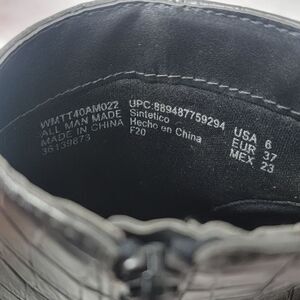 WMTT40AM022
ALL MAN MADE
MADE IN CHINA
36139873
UPC:889487759294
Sintetico
Hecho en China
F20
USA 6
EUR 37
MEX 23